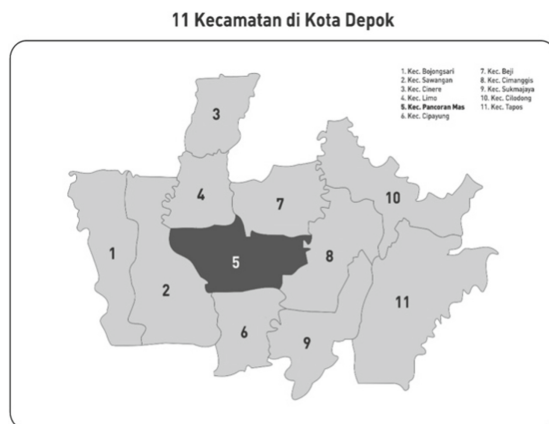 11 Kecamatan di Kota Depok
1. Kec. Bojongsari
2. Kec. Sawangan
3. Kec. Cinere
4. Kec. Limo
5. Kec. Pancoran Mas
6. Kec. Cipayung
7. Kec. Beji
8. Kec. Cimanggis
9. Kec. Sukmajaya
10. Kec. Cilodong
11. Kec. Tapos
3
4
7
10
1
5
8
2
11
6
9